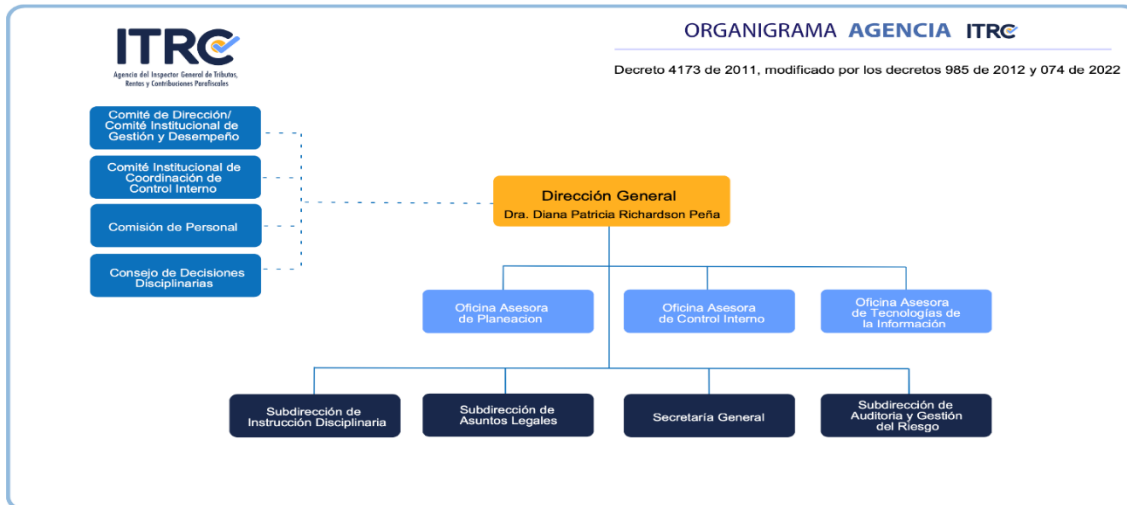 ITRC
Agencia del Inspector General de Tributos,
Rentas y Contribuciones Parafiscales
ORGANIGRAMA AGENCIA ITRC
Decreto 4173 de 2011, modificado por los decretos 985 de 2012 y 074 de 2022
Comité de Dirección/
Comité Institucional de
Gestión y Desempeño
Comité Institucional de
Coordinación de
Control Interno
Comisión de Personal
Consejo de Decisiones
Disciplinarias
Dirección General
Dra. Diana Patricia Richardson Peña
Oficina Asesora
de Planeacion
Oficina Asesora
de Control Interno
Oficina Asesora
de Tecnologías de
la Información
Subdirección de
Instrucción Disciplinaria
Subdirección de
Asuntos Legales
Secretaría General
Subdirección de
Auditoria y Gestión
del Riesgo